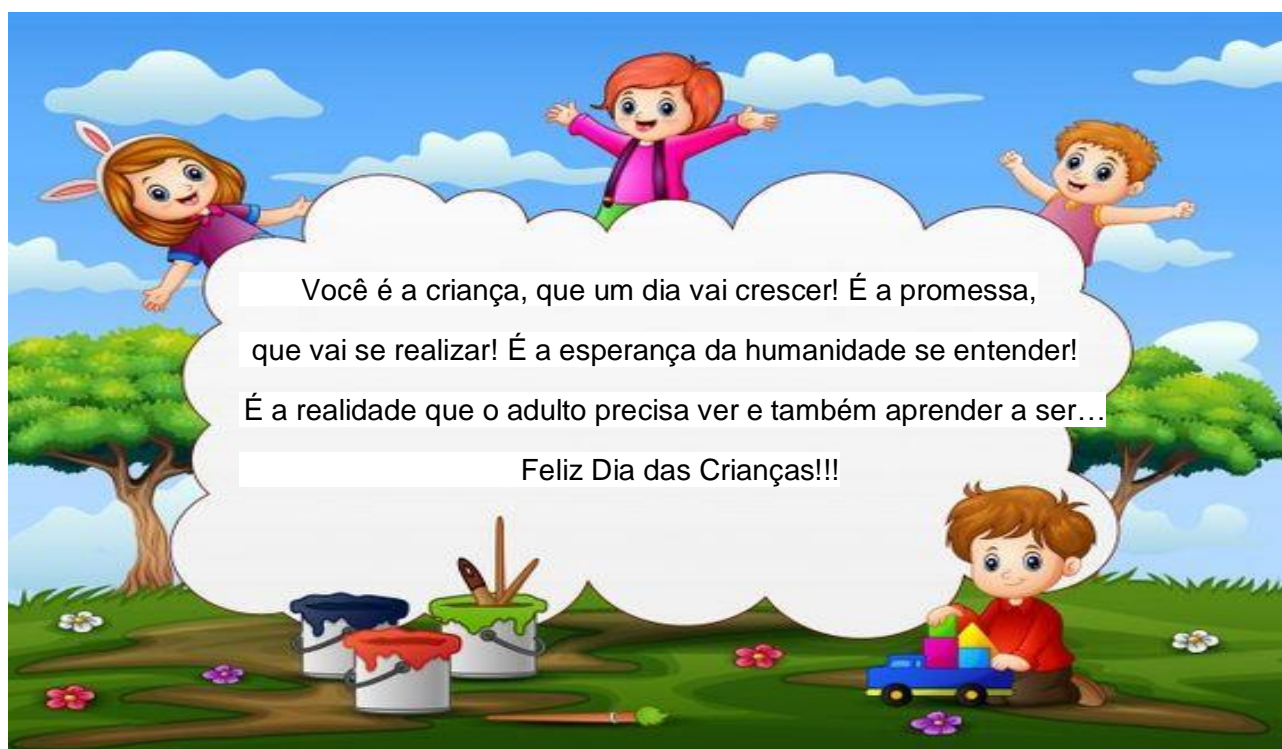 Você é a criança, que um dia vai crescer! É a promessa,
que vai se realizar! É a esperança da humanidade se entender!
É a realidade que o adulto precisa ver e também aprender a ser…
Feliz Dia das Crianças!!!